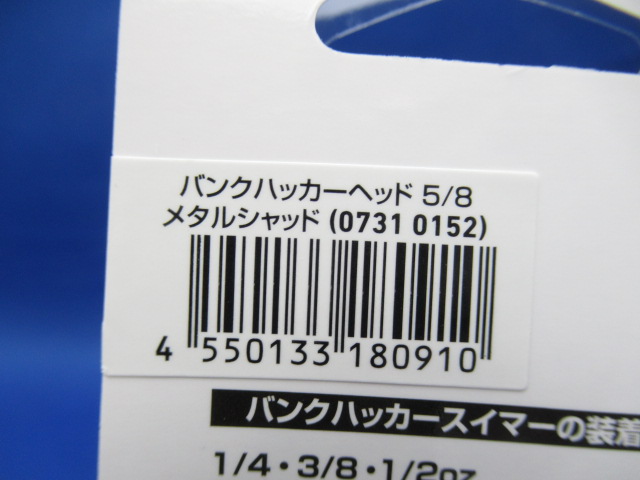 バンクハッカーヘッド 5/8
メタルシャッド (0731 0152)
4 550133 180910
バンクハッカースイマーの装着
1/4・3/8・1/2oz